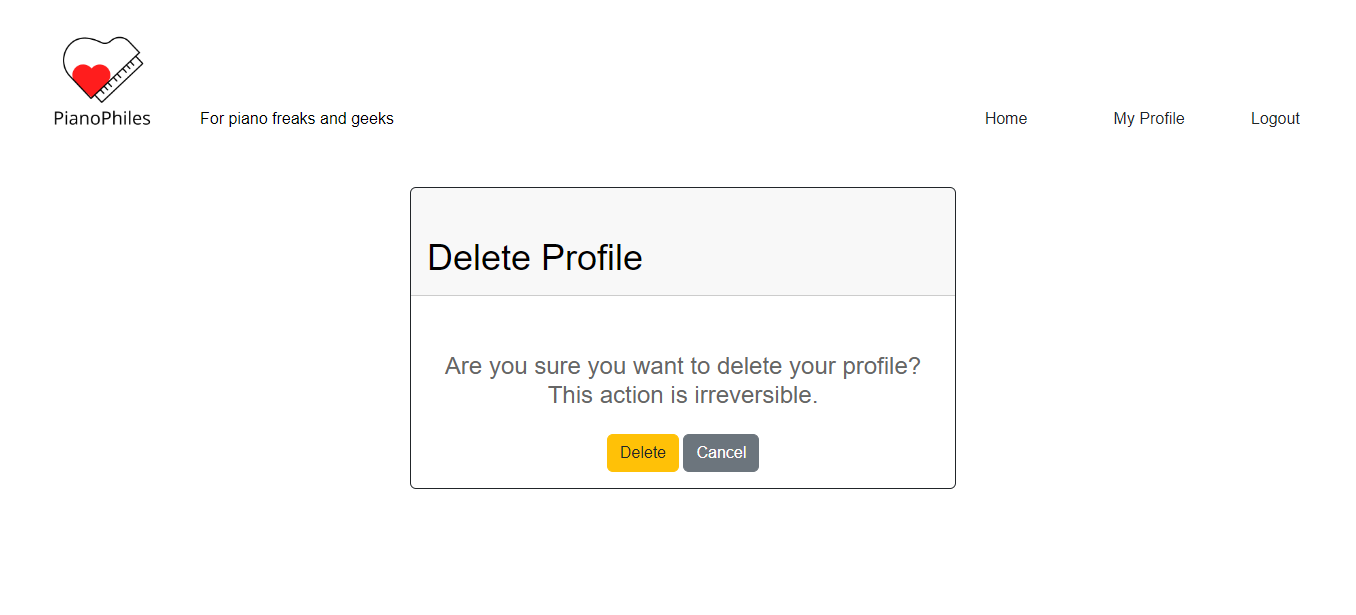 PianoPhiles
For piano freaks and geeks
Home
My Profile
Logout
Delete Profile
Are you sure you want to delete your profile?
This action is irreversible.
Delete
Cancel